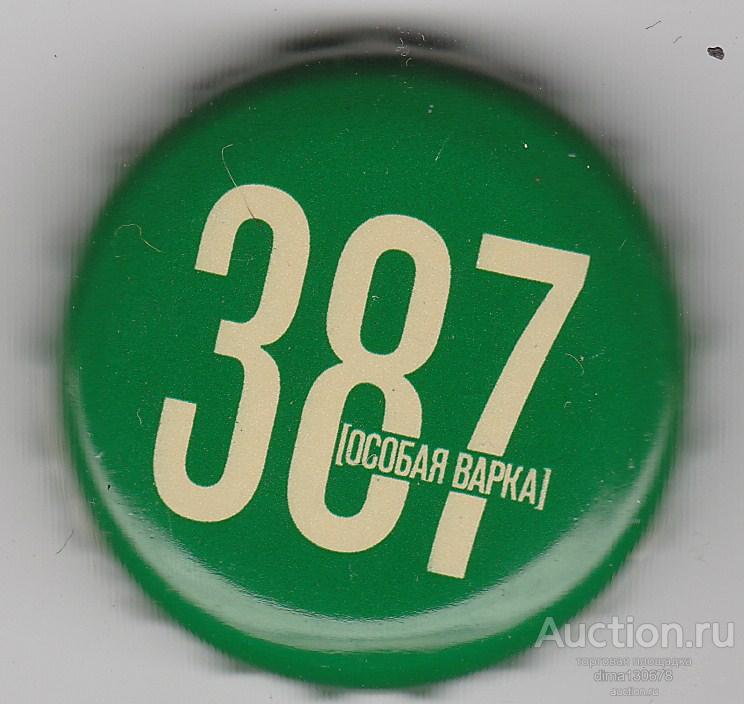 387
[ОСОБАЯ ВАРКА]
Auction.ru
торговая площадка
dima130678
auction.ru